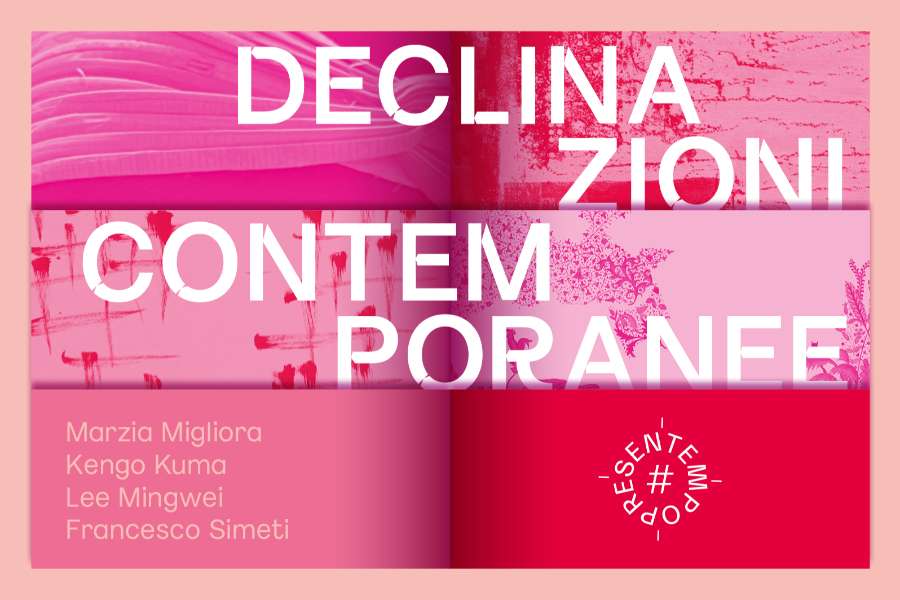 DECLINA
ZIONI
CONTEM
PORANEE
Marzia Migliora
Kengo Kuma
Lee Mingwei
Francesco Simeti
PRESENTEMPO
#